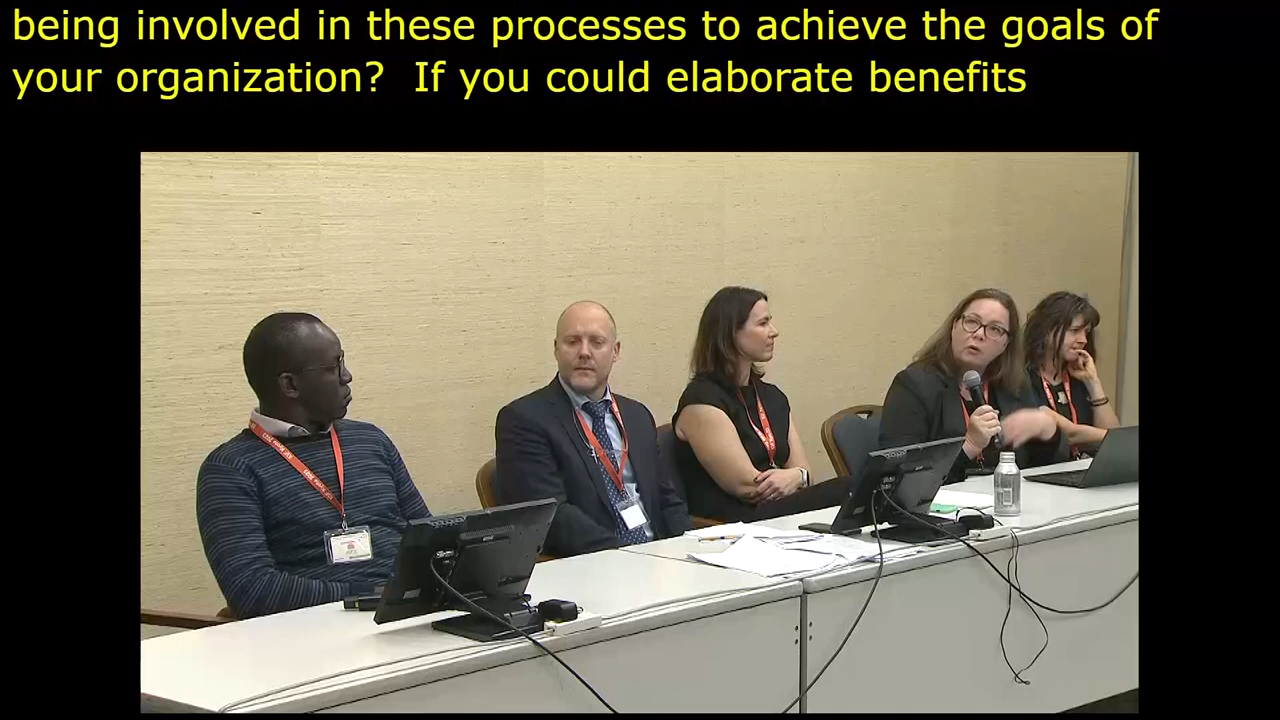 being involved in these processes to achieve the goals of
your organization?  If you could elaborate benefits